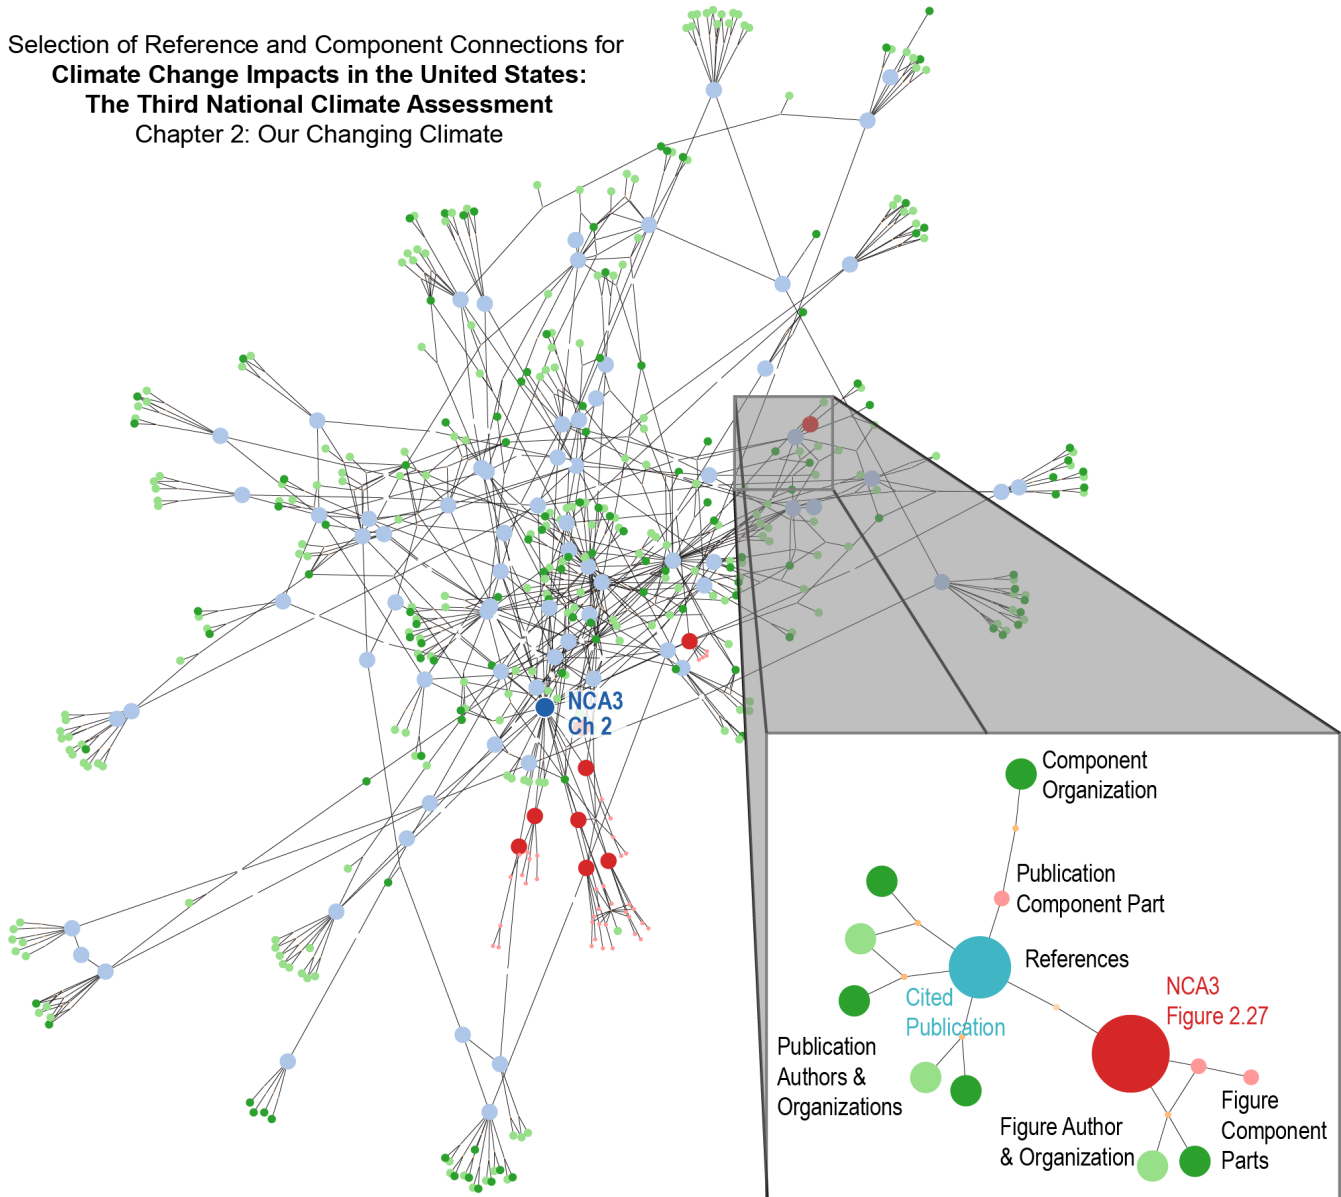 Selection of Reference and Component Connections for
Climate Change Impacts in the United States:
The Third National Climate Assessment
Chapter 2: Our Changing Climate
NCA3
Ch 2
Component
Organization
Publication
Component Part
References
Cited
Publication
NCA3
Figure 2.27
Publication
Authors &
Organizations
Figure Author
& Organization
Figure
Component
Parts